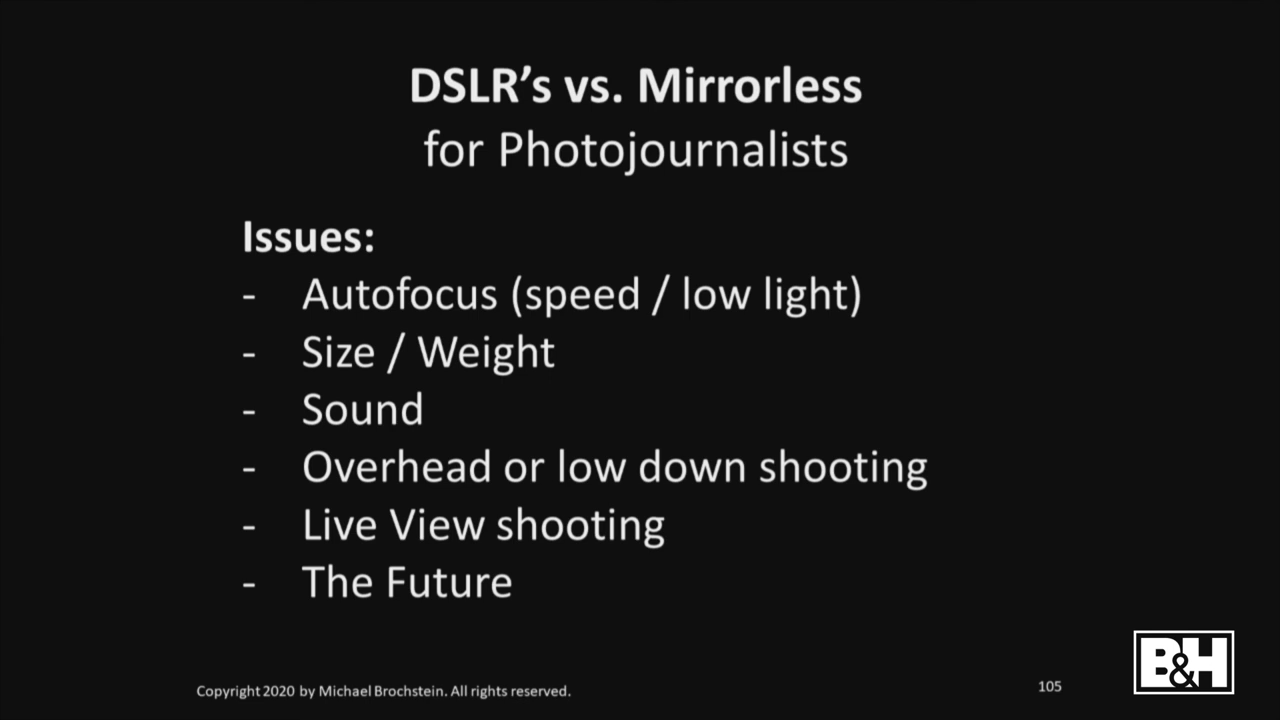 DSLR’s vs. Mirrorless
for Photojournalists
Issues:
- Autofocus (speed / low light)
- Size / Weight
- Sound
- Overhead or low down shooting
- Live View shooting
- The Future
Copyright 2020 by Michael Brochstein. All rights reserved.
105
B&H